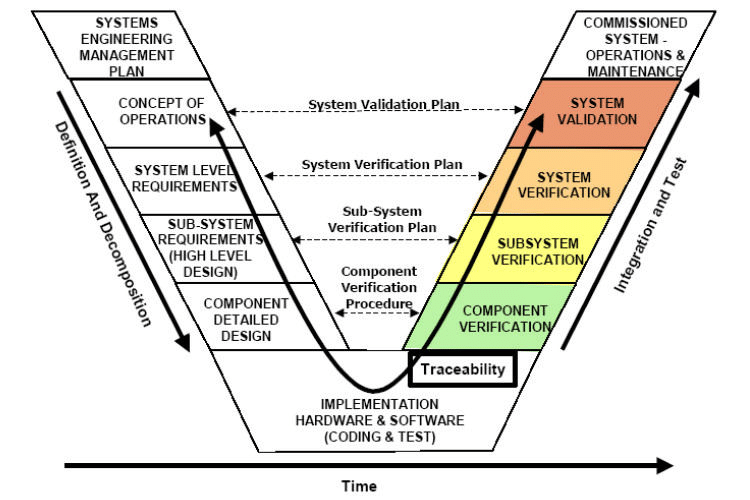 SYSTEMS
ENGINEERING
MANAGEMENT
PLAN
COMMISSIONED
SYSTEM -
OPERATIONS &
MAINTENANCE
CONCEPT OF
OPERATIONS
System Validation Plan
SYSTEM
VALIDATION
SYSTEM LEVEL
REQUIREMENTS
System Verification Plan
SYSTEM
VERIFICATION
SUB-SYSTEM
REQUIREMENTS
(HIGH LEVEL
DESIGN)
Sub-System
Verification Plan
SUBSYSTEM
VERIFICATION
COMPONENT
DETAILED
DESIGN
Component
Verification
Procedure
COMPONENT
VERIFICATION
Definition And Decomposition
Integration and Test
Traceability
IMPLEMENTATION
HARDWARE & SOFTWARE
(CODING & TEST)
Time